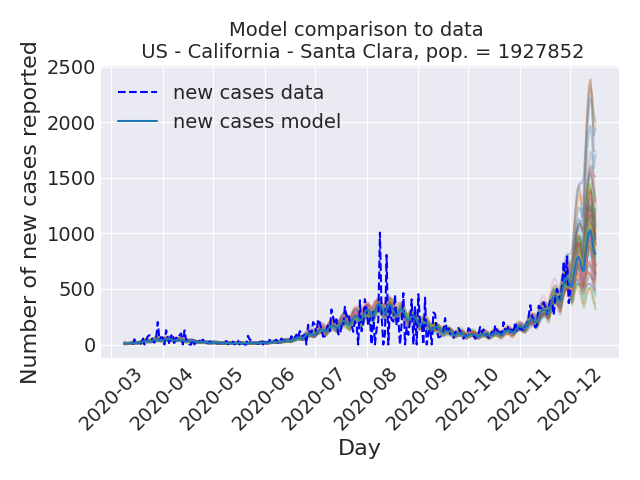 Model comparison to data
US - California - Santa Clara, pop. = 1927852
Number of new cases reported
2500
2000
1500
1000
500
0
new cases data
new cases model
2020-03
2020-04
2020-05
2020-06
2020-07
2020-08
2020-09
2020-10
2020-11
2020-12
Day